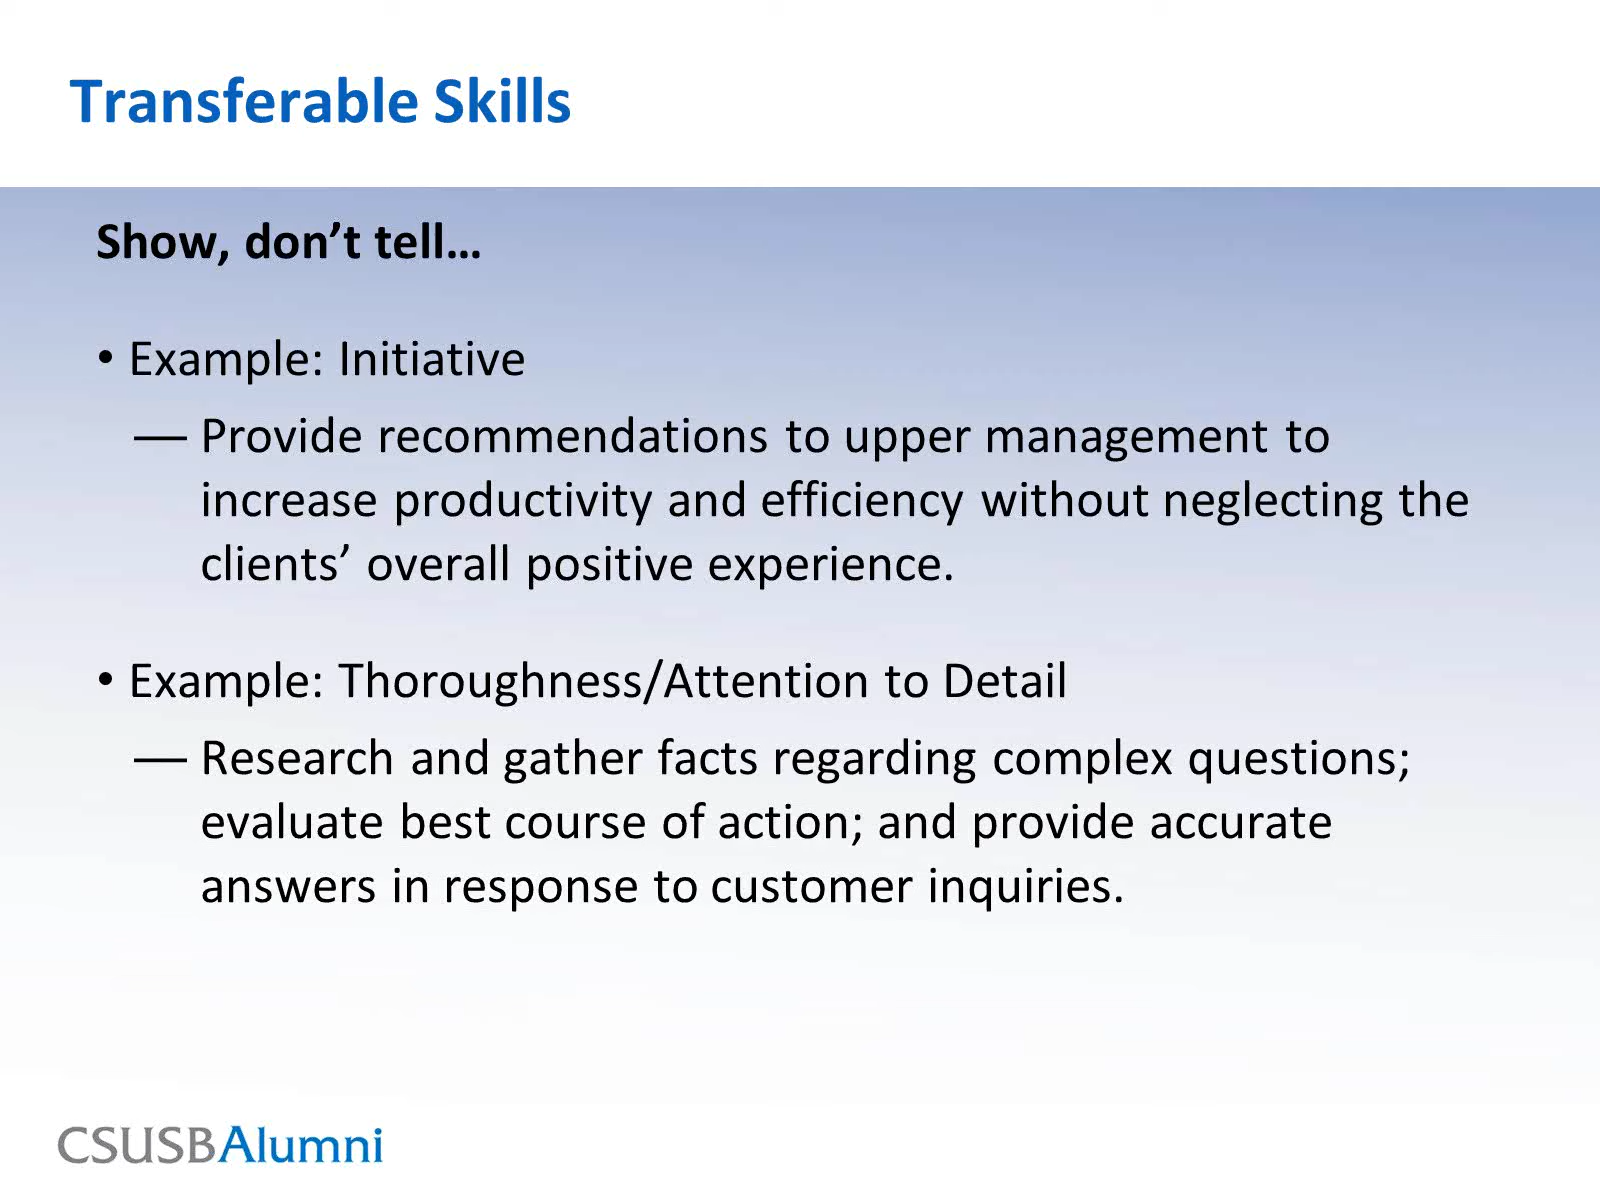 Transferable Skills
Show, don’t tell…
• Example: Initiative
— Provide recommendations to upper management to
increase productivity and efficiency without neglecting the
clients’ overall positive experience.
• Example: Thoroughness/Attention to Detail
— Research and gather facts regarding complex questions;
evaluate best course of action; and provide accurate
answers in response to customer inquiries.
CSUSBAlumni